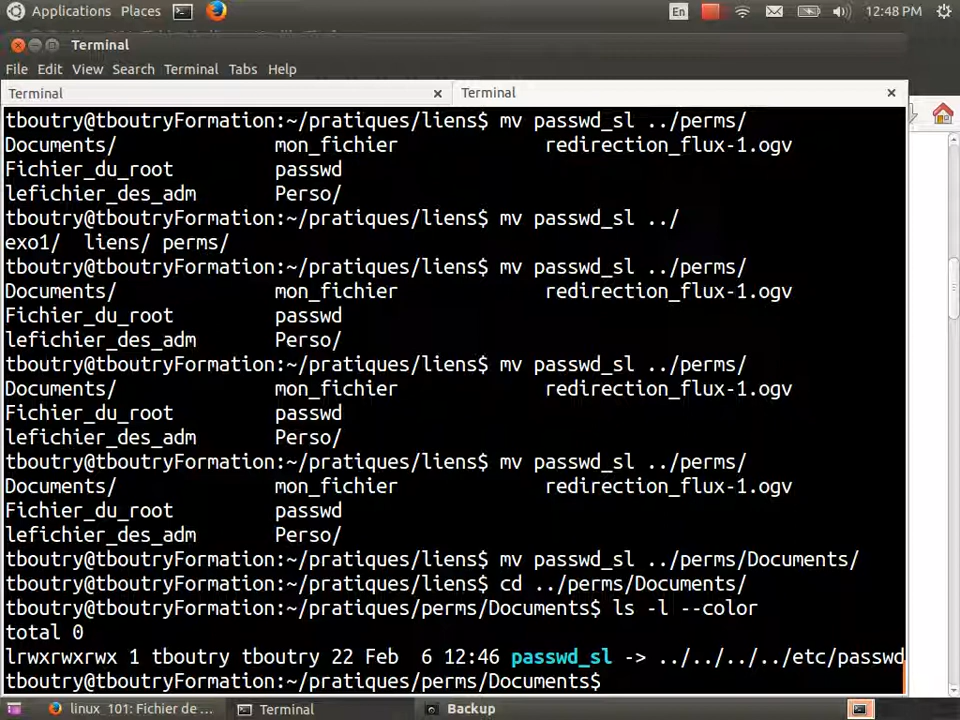 Applications Places En 12:48 PM
Terminal
File Edit View Search Terminal Tabs Help
Terminal × Terminal ×
tboutry@tboutryFormation:~/pratiques/liens$ mv passwd_sl ../perms/
Documents/ mon_fichier redirection_flux-1.ogv
Fichier_du_root passwd
lefichier_des_adm Perso/
tboutry@tboutryFormation:~/pratiques/liens$ mv passwd_sl ../
exo1/ liens/ perms/
tboutry@tboutryFormation:~/pratiques/liens$ mv passwd_sl ../perms/
Documents/ mon_fichier redirection_flux-1.ogv
Fichier_du_root passwd
lefichier_des_adm Perso/
tboutry@tboutryFormation:~/pratiques/liens$ mv passwd_sl ../perms/
Documents/ mon_fichier redirection_flux-1.ogv
Fichier_du_root passwd
lefichier_des_adm Perso/
tboutry@tboutryFormation:~/pratiques/liens$ mv passwd_sl ../perms/
Documents/ mon_fichier redirection_flux-1.ogv
Fichier_du_root passwd
lefichier_des_adm Perso/
tboutry@tboutryFormation:~/pratiques/liens$ mv passwd_sl ../perms/Documents/
tboutry@tboutryFormation:~/pratiques/liens$ cd ../perms/Documents/
tboutry@tboutryFormation:~/pratiques/perms/Documents$ ls -l --color
total 0
lrwxrwxrwx 1 tboutry tboutry 22 Feb  6 12:46 passwd_sl -> ../../../../etc/passwd
tboutry@tboutryFormation:~/pratiques/perms/Documents$
linux_101: Fichier de ... Terminal Backup